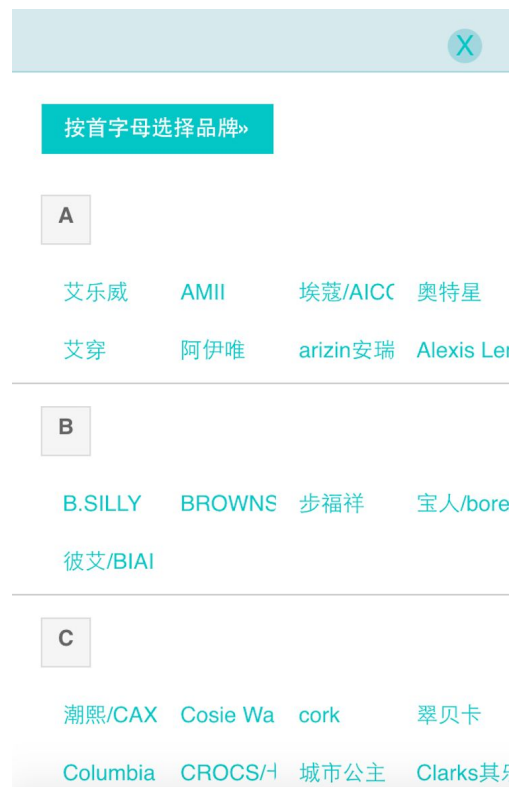 X
按首字母选择品牌»
A
艾乐威 AMII 埃蔻/AICC 奥特星
艾穿 阿伊唯 arizin安瑞 Alexis Ler
B
B.SILLY BROWNS 步福祥 宝人/bore
彼艾/BIAI
C
潮熙/CAX Cosie Wa cork 翠贝卡
Columbia CROCS/卡 城市公主 Clarks其乐